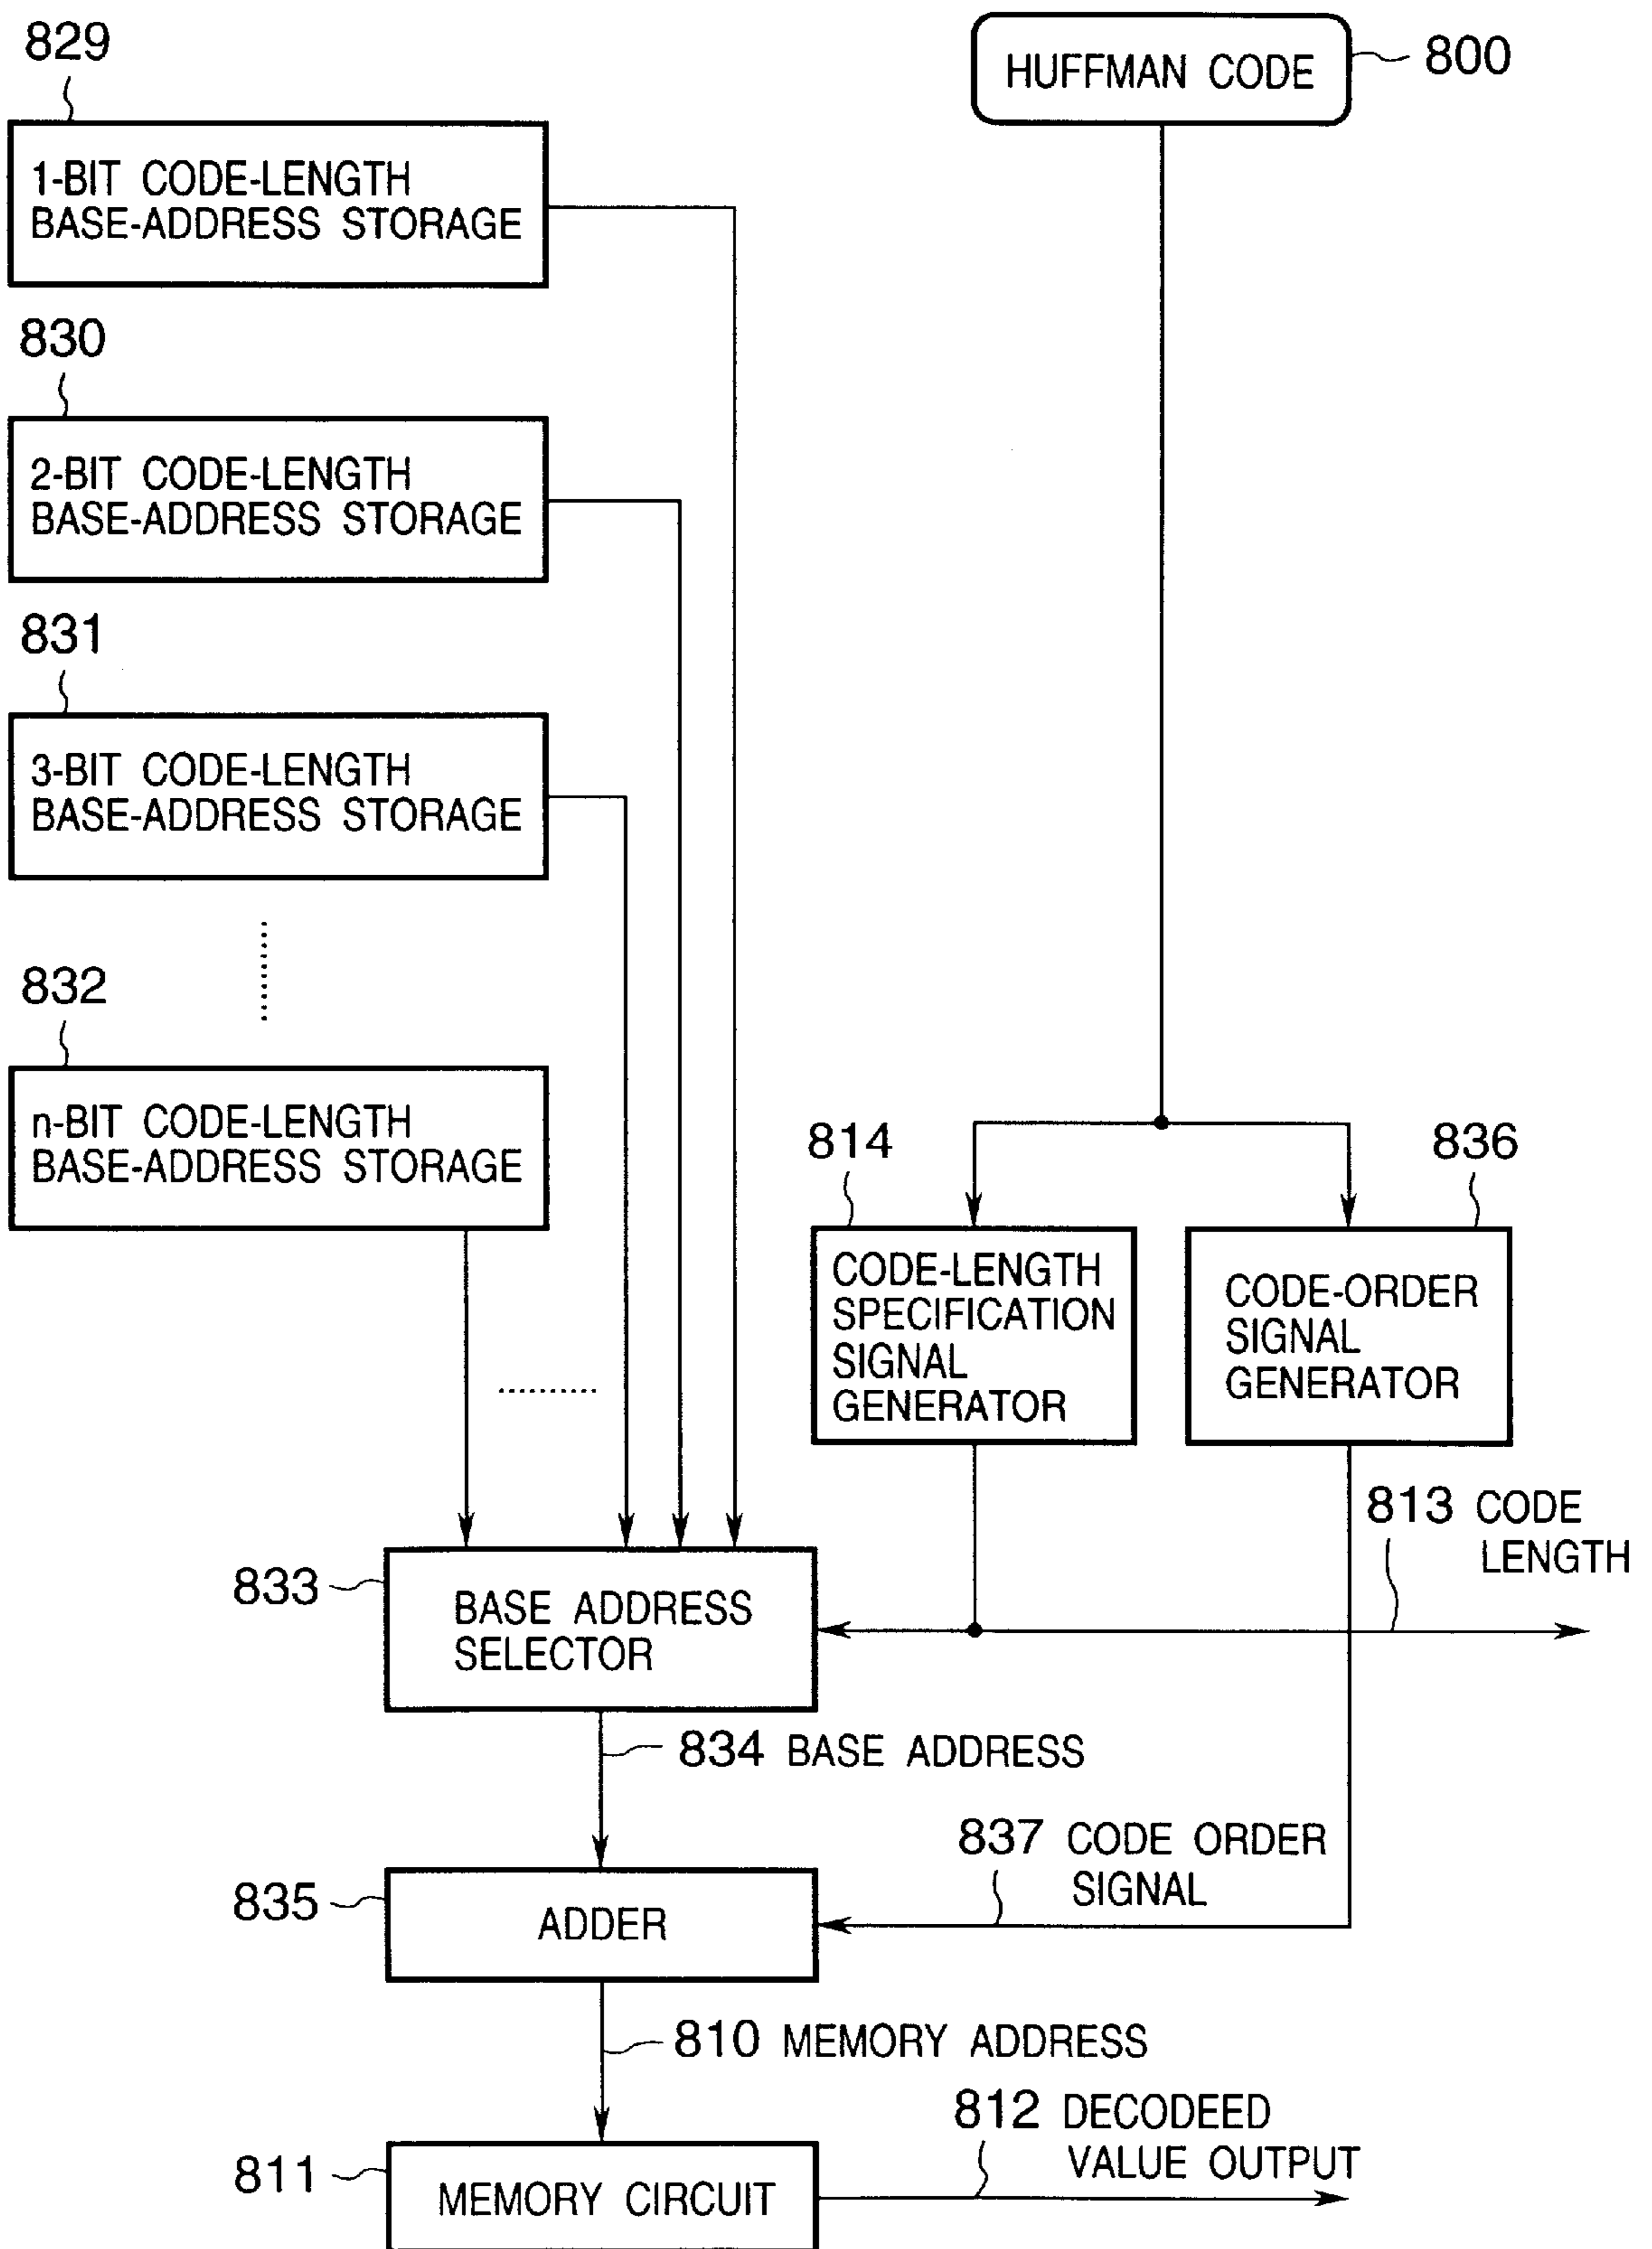 829
HUFFMAN CODE
800
1-BIT CODE-LENGTH
BASE-ADDRESS STORAGE
830
2-BIT CODE-LENGTH
BASE-ADDRESS STORAGE
831
3-BIT CODE-LENGTH
BASE-ADDRESS STORAGE
832
n-BIT CODE-LENGTH
BASE-ADDRESS STORAGE
814
836
CODE-LENGTH
SPECIFICATION
SIGNAL
GENERATOR
CODE-ORDER
SIGNAL
GENERATOR
813 CODE
LENGTH
833
BASE ADDRESS
SELECTOR
834 BASE ADDRESS
837 CODE ORDER
SIGNAL
835
ADDER
810 MEMORY ADDRESS
812 DECODEED
VALUE OUTPUT
811
MEMORY CIRCUIT